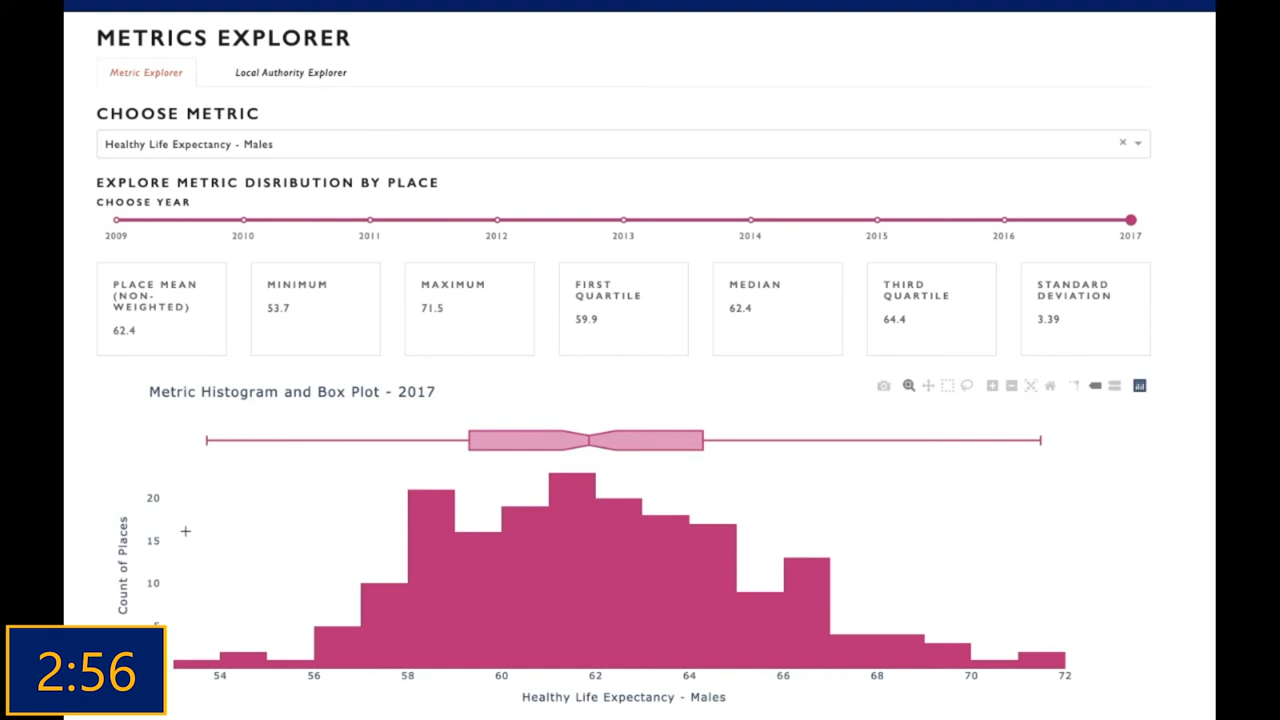 METRICS EXPLORER
Metric Explorer
Local Authority Explorer
CHOOSE METRIC
Healthy Life Expectancy - Males
EXPLORE METRIC DISRIBUTION BY PLACE
CHOOSE YEAR
2009 2010 2011 2012 2013 2014 2015 2016 2017
PLACE MEAN
(NON-
WEIGHTED)
62.4
MINIMUM
53.7
MAXIMUM
71.5
FIRST
QUARTILE
59.9
MEDIAN
62.4
THIRD
QUARTILE
64.4
STANDARD
DEVIATION
3.39
Metric Histogram and Box Plot - 2017
Count of Places
20
15
10
54 56 58 60 62 64 66 68 70 72
Healthy Life Expectancy - Males
2:56